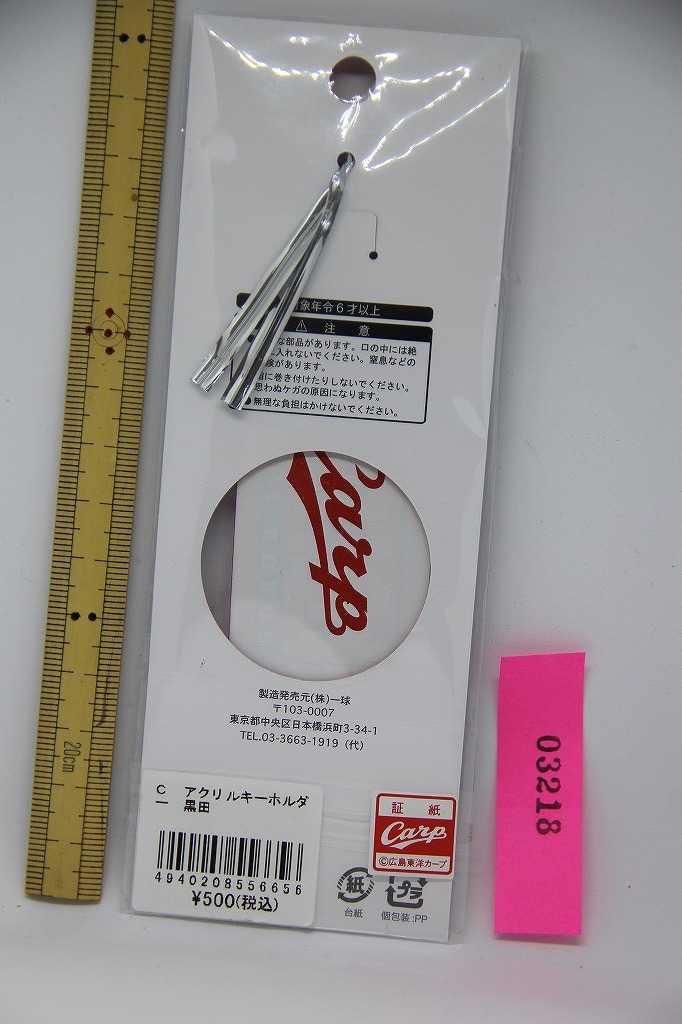 象年令6才以上
注 意
な部品があります。口の中には絶
に入れないでください。窒息などの
険があります。
に巻き付けたりしないでください。
思わぬケガの原因になります。
無理な負担はかけないでください。
Carp
製造発売元(株)一球
〒103-0007
東京都中央区日本橋浜町3-34-1
TEL.03-3663-1919（代）
20cm
C アクリルキーホルダ
ー 黒田
4940208556656
¥500(税込)
証 紙
Carp
©広島東洋カープ
紙
台紙
プラ
個包装:PP
03218